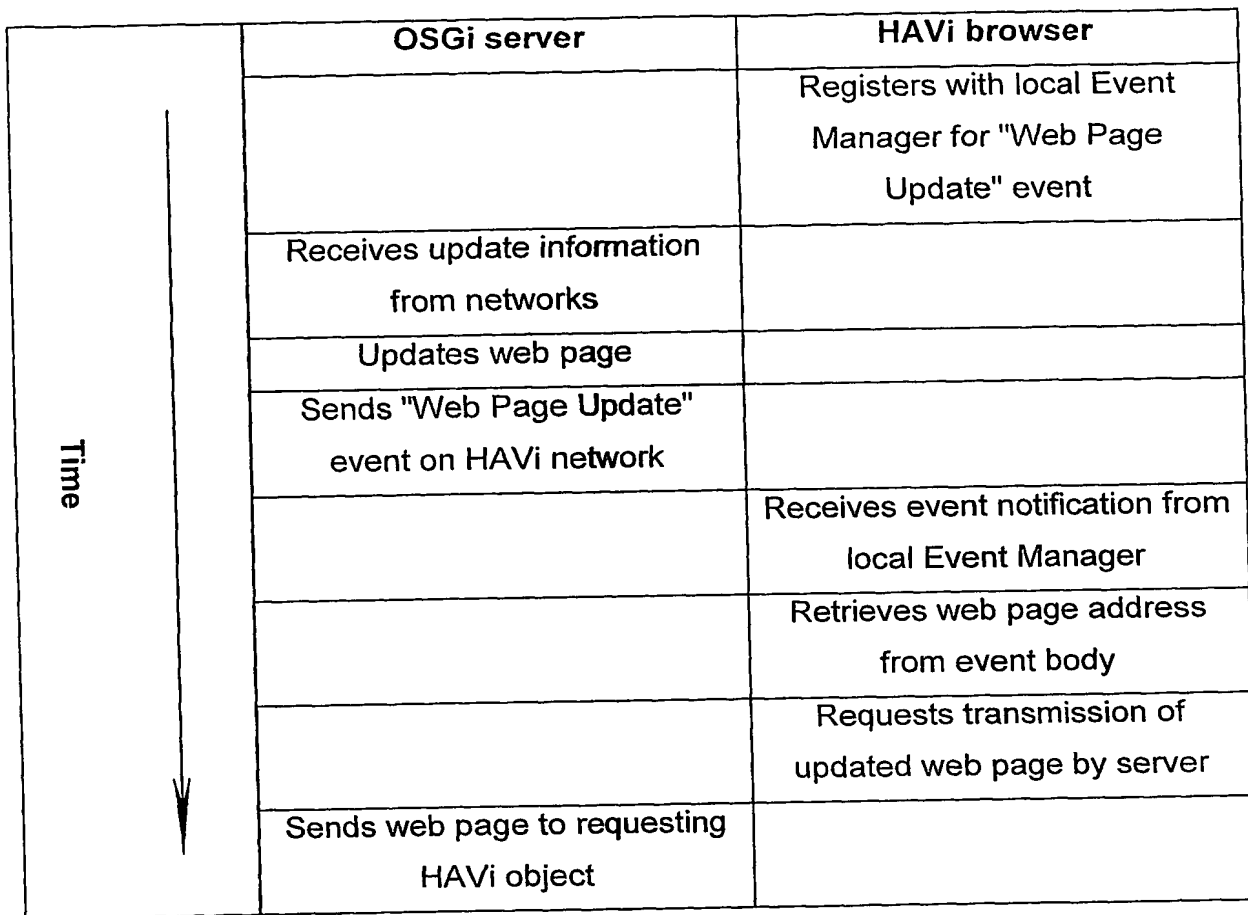 OSGi server
HAVi browser
Registers with local Event
Manager for "Web Page
Update" event
Receives update information
from networks
Updates web page
Sends "Web Page Update"
event on HAVi network
Time
Receives event notification from
local Event Manager
Retrieves web page address
from event body
Requests transmission of
updated web page by server
Sends web page to requesting
HAVi object